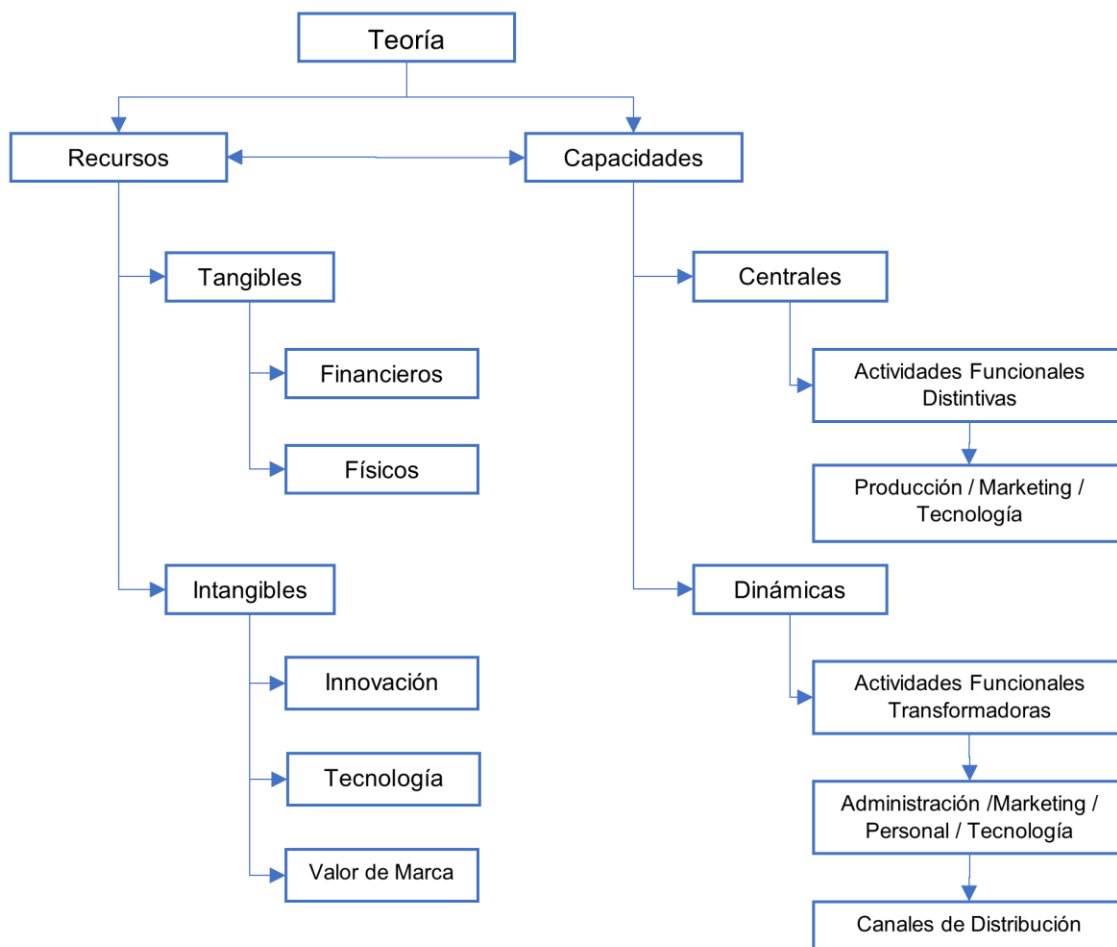 Teoría
Recursos
Capacidades
Tangibles
Centrales
Financieros
Actividades Funcionales
Distintivas
Físicos
Producción / Marketing /
Tecnología
Intangibles
Dinámicas
Innovación
Actividades Funcionales
Transformadoras
Tecnología
Administración /Marketing /
Personal / Tecnología
Valor de Marca
Canales de Distribución